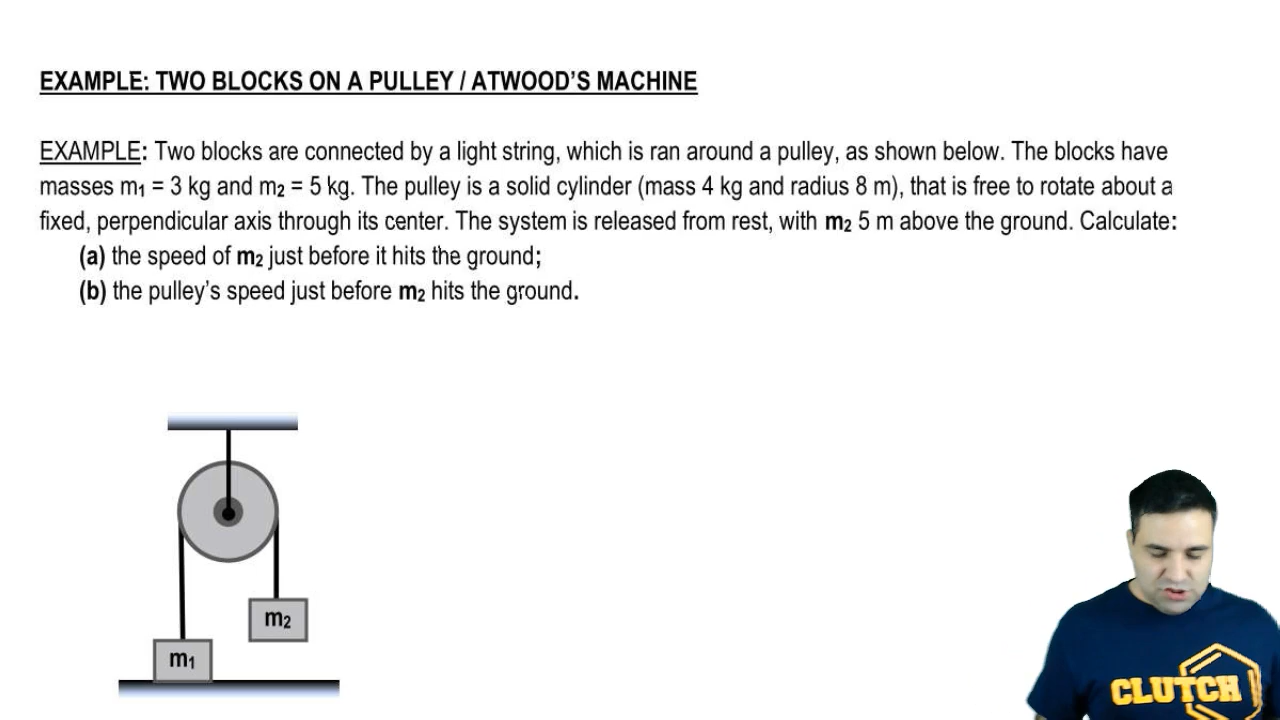 EXAMPLE: TWO BLOCKS ON A PULLEY / ATWOOD'S MACHINE
EXAMPLE: Two blocks are connected by a light string, which is ran around a pulley, as shown below. The blocks have
masses m₁ = 3 kg and m₂ = 5 kg. The pulley is a solid cylinder (mass 4 kg and radius 8 m), that is free to rotate about a
fixed, perpendicular axis through its center. The system is released from rest, with m₂ 5 m above the ground. Calculate:
(a) the speed of m₂ just before it hits the ground;
(b) the pulley's speed just before m₂ hits the ground.
m₂
m₁
CLUTCH